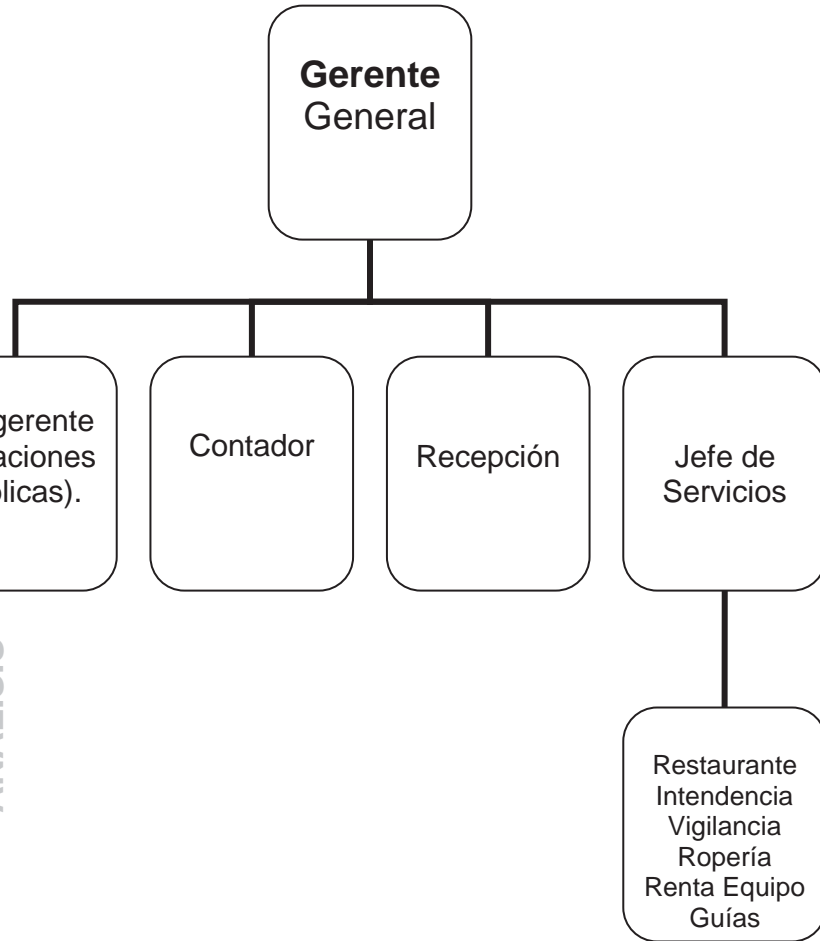 Gerente
General
gerente
aciones
licas).
Contador
Recepción
Jefe de
Servicios
Restaurante
Intendencia
Vigilancia
Ropería
Renta Equipo
Guías